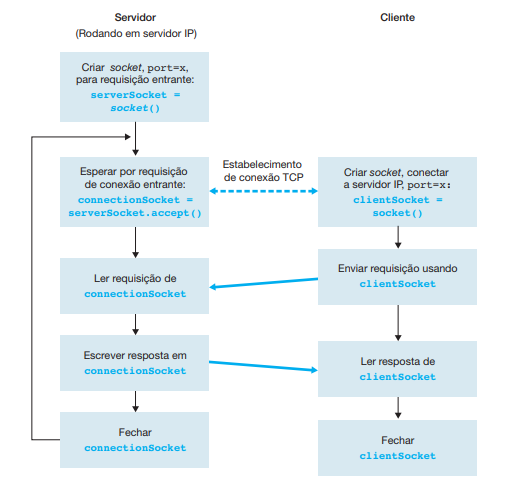 Servidor
(Rodando em servidor IP)
Criar socket, port=x,
para requisição entrante:
serverSocket =
socket()
Esperar por requisição
de conexão entrante:
connectionSocket =
serverSocket.accept()
Ler requisição de
connectionSocket
Escrever resposta em
connectionSocket
Fechar
connectionSocket
Estabelecimento
de conexão TCP
Cliente
Criar socket, conectar
a servidor IP, port=x:
clientSocket =
socket()
Enviar requisição usando
clientSocket
Ler resposta de
clientSocket
Fechar
clientSocket